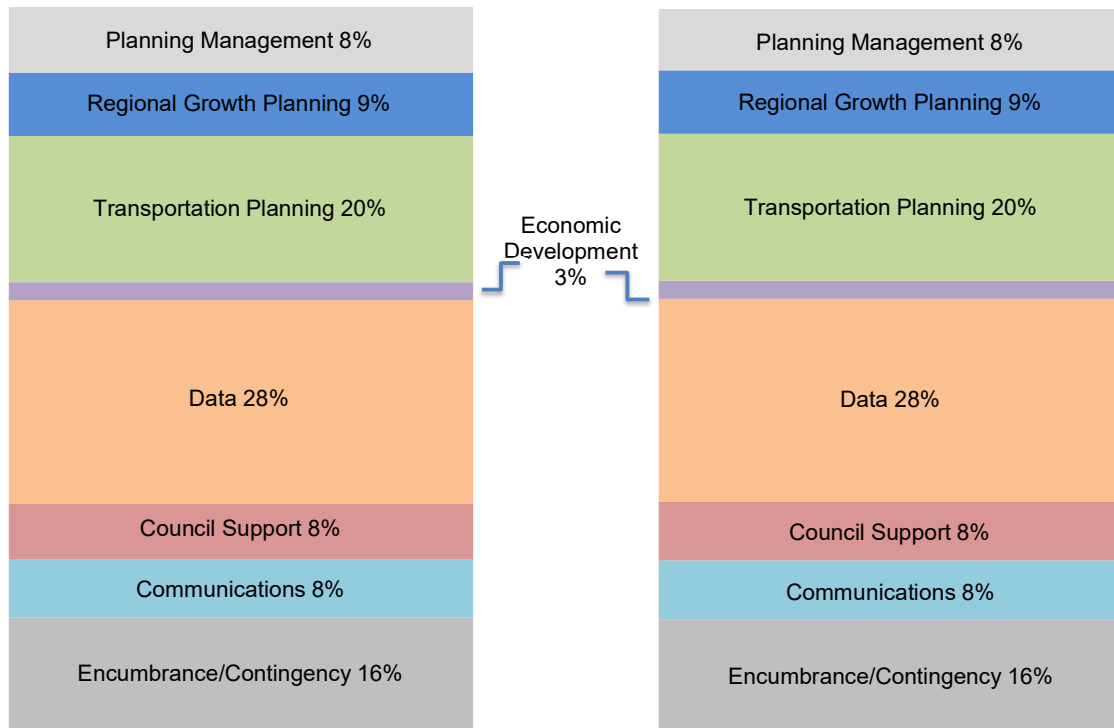 Planning Management 8%
Regional Growth Planning 9%
Transportation Planning 20%
Data 28%
Council Support 8%
Communications 8%
Encumbrance/Contingency 16%
Economic
Development
3%
Planning Management 8%
Regional Growth Planning 9%
Transportation Planning 20%
Data 28%
Council Support 8%
Communications 8%
Encumbrance/Contingency 16%